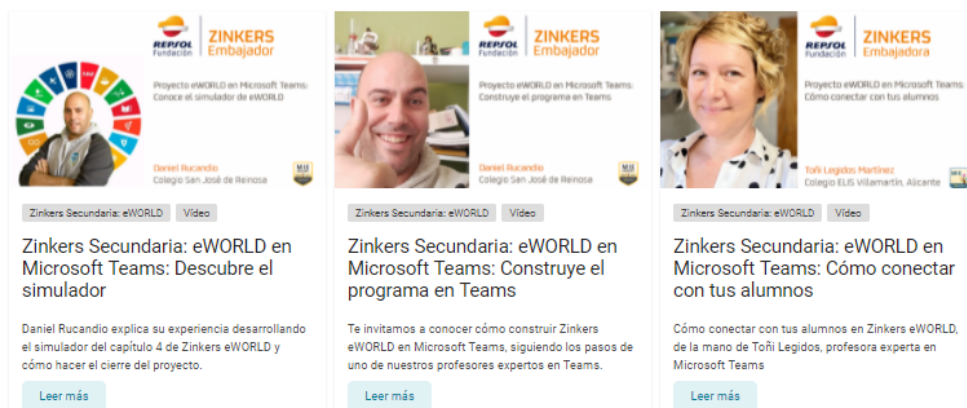 REPSOL
Fundación
ZINKERS
Embajador
Proyecto eWORLD en Microsoft Teams:
Conoce el simulador de eWORLD
Daniel Rucandio
Colegio San José de Reinosa
Zinkers Secundaria: eWORLD
Vídeo
Zinkers Secundaria: eWORLD en
Microsoft Teams: Descubre el
simulador
Daniel Rucandio explica su experiencia desarrollando
el simulador del capítulo 4 de Zinkers eWORLD y
cómo hacer el cierre del proyecto.
Leer más
REPSOL
Fundación
ZINKERS
Embajador
Proyecto eWORLD en Microsoft Teams:
Construye el programa en Teams
Daniel Rucandio
Colegio San José de Reinosa
Zinkers Secundaria: eWORLD
Vídeo
Zinkers Secundaria: eWORLD en
Microsoft Teams: Construye el
programa en Teams
Te invitamos a conocer cómo construir Zinkers
eWORLD en Microsoft Teams, siguiendo los pasos de
uno de nuestros profesores expertos en Teams.
Leer más
REPSOL
Fundación
ZINKERS
Embajadora
Proyecto eWORLD en Microsoft Teams:
Cómo conectar con tus alumnos
Toñi Legidos Martínez
Colegio ELIS Villamartín, Alicante
Zinkers Secundaria: eWORLD
Vídeo
Zinkers Secundaria: eWORLD en
Microsoft Teams: Cómo conectar
con tus alumnos
Cómo conectar con tus alumnos en Zinkers eWORLD,
de la mano de Toñi Legidos, profesora experta en
Microsoft Teams
Leer más